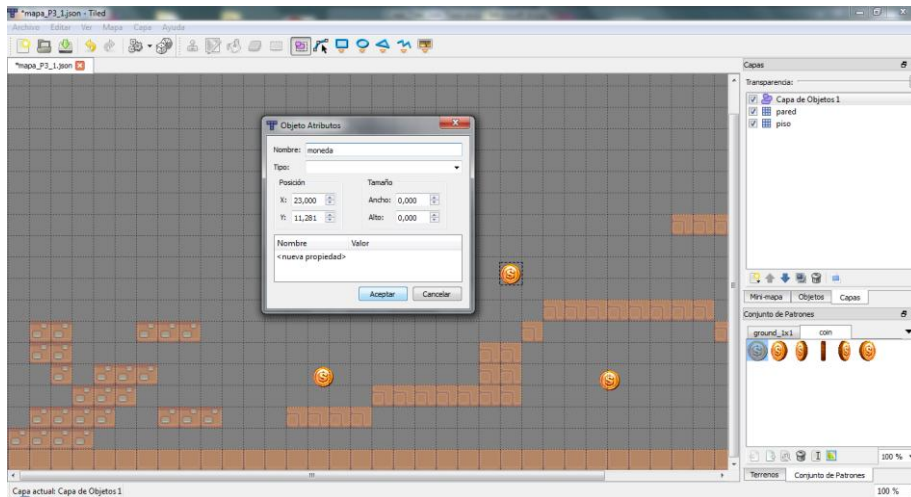 *mapa_P3_1.json - Tiled
Archivo Editar Ver Mapa Capa Ayuda
*mapa_P3_1.json
Objeto Atributos
Nombre: moneda
Tipo:
Posición
Tamaño
X: 23,000
Ancho: 0,000
Y: 11,281
Alto: 0,000
Nombre Valor
<nueva propiedad>
Aceptar
Cancelar
Capas
Transparencia:
Capa de Objetos 1
pared
piso
Mini-mapa Objetos Capas
Conjunto de Patrones
ground_1x1 coin
100 %
Terrenos Conjunto de Patrones
Capa actual: Capa de Objetos 1
100 %